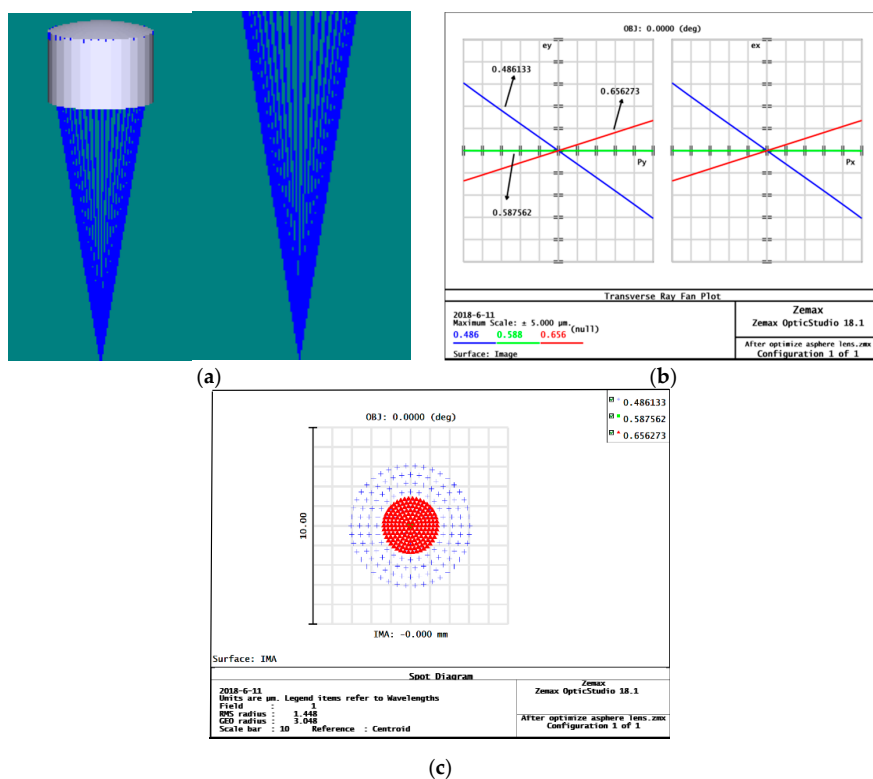 OBJ: 0.0000 (deg)
ey
ex
0.486133
0.656273
Py
Px
0.587562
Transverse Ray Fan Plot
2018-6-11
Maximum Scale: ± 5.000 μm.
0.486 0.588 0.656 (null)
Surface: Image
Zemax
Zemax OpticStudio 18.1
After optimize asphere lens.zmx
Configuration 1 of 1
(a)
(b)
OBJ: 0.0000 (deg)
0.486133
0.587562
0.656273
10.00
IMA: -0.000 mm
Surface: IMA
Spot Diagram
2018-6-11
Units are μm. Legend items refer to Wavelengths
Field : 1
RMS radius : 1.448
GEO radius : 3.048
Scale bar : 10 Reference : Centroid
Zemax
Zemax OpticStudio 18.1
After optimize asphere lens.zmx
Configuration 1 of 1
(c)